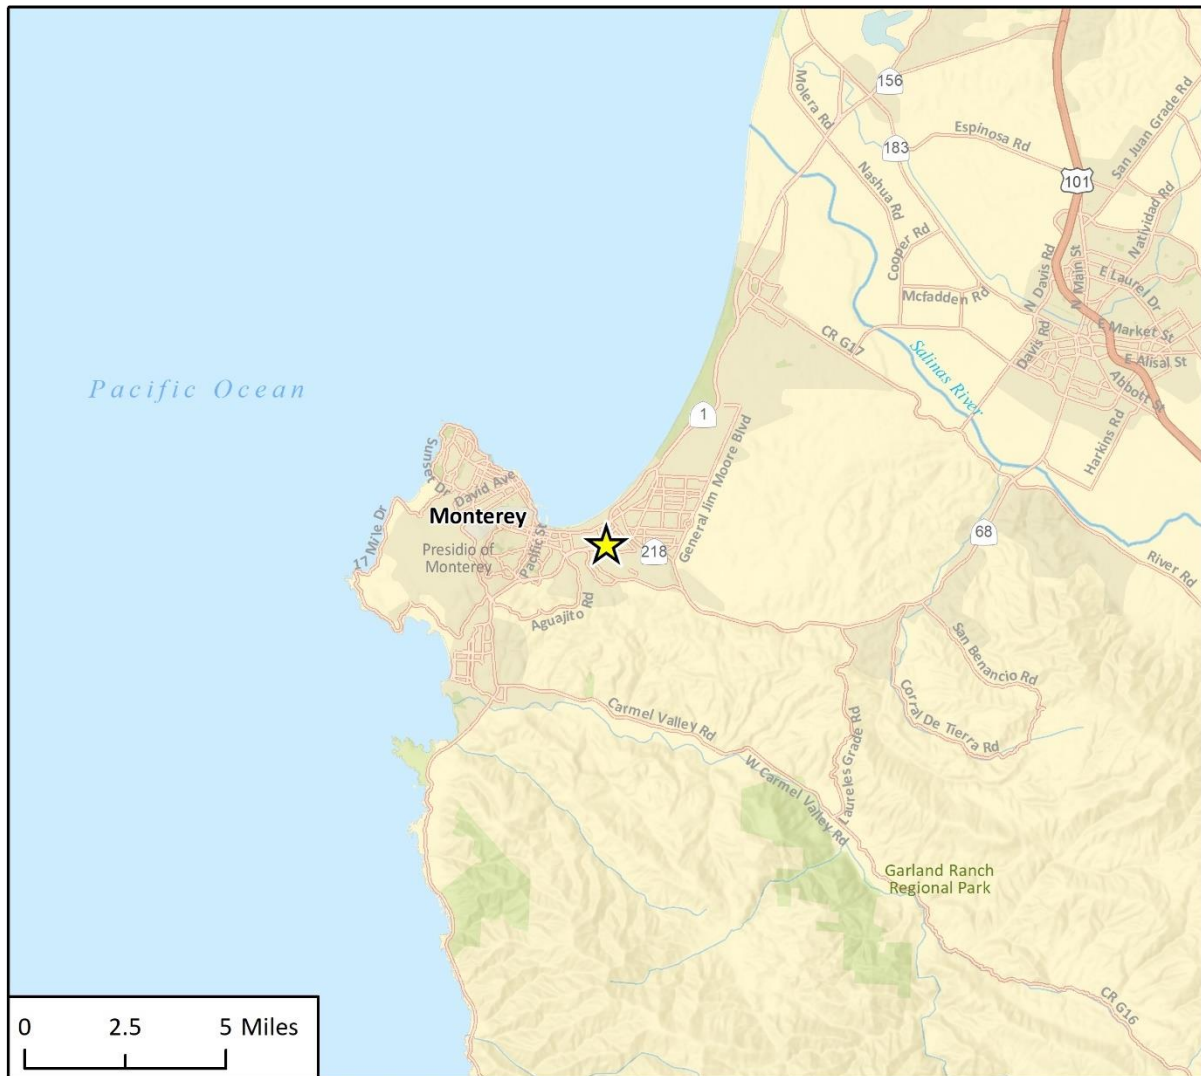 156
Molera Rd
Espinosa Rd
San Juan Grade Rd
183
101
Nashua Rd
Natividad Rd
Cooper Rd
N Davis Rd
N Main St
E Laurel Dr
Mcfadden Rd
CR G17
E Market St
Davis Rd
E Alisal St
Salinas River
Abbott St
Pacific Ocean
1
Harkins Rd
General Jim Moore Blvd
Sunset Dr
David Ave
Monterey
17 Mile Dr
Presidio of
Monterey
Pacific St
218
68
River Rd
Aguajito Rd
San Benancio Rd
Corral De Tierra Rd
Carmel Valley Rd
Laureles Grade Rd
W Carmel Valley Rd
Garland Ranch
Regional Park
CR G16
0 2.5 5 Miles